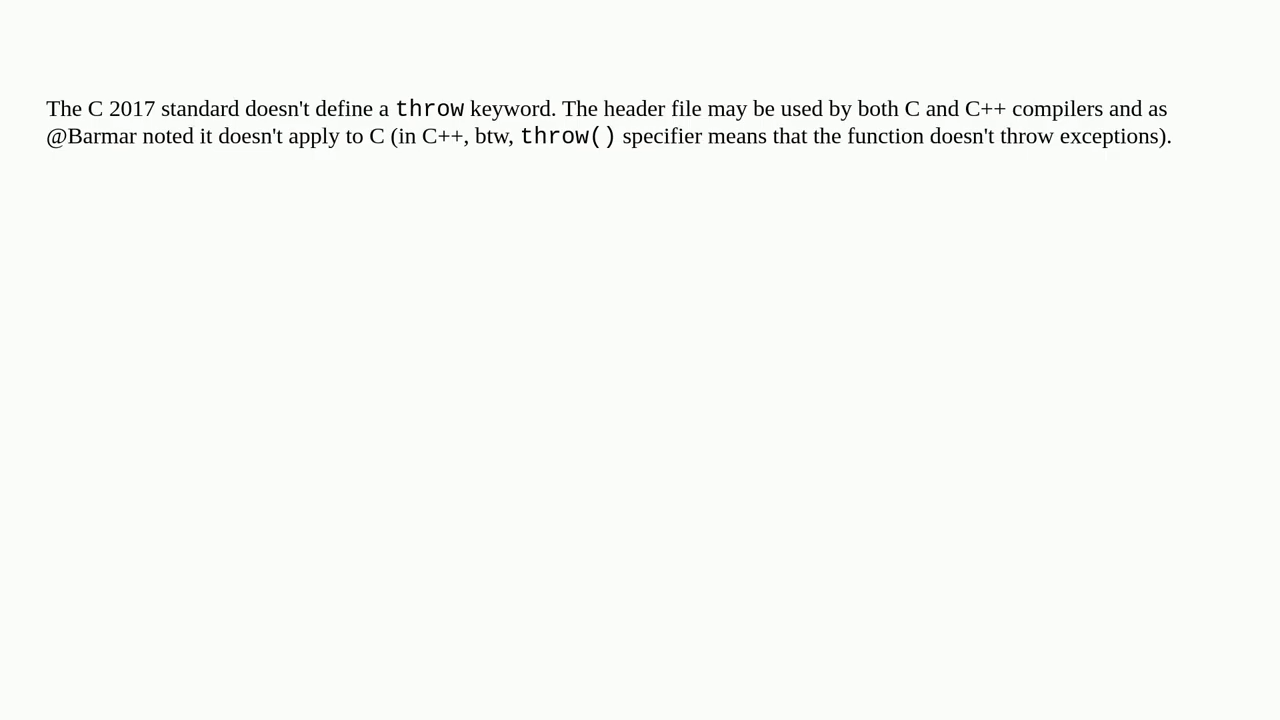 The C 2017 standard doesn't define a throw keyword. The header file may be used by both C and C++ compilers and as
@Barmar noted it doesn't apply to C (in C++, btw, throw() specifier means that the function doesn't throw exceptions).